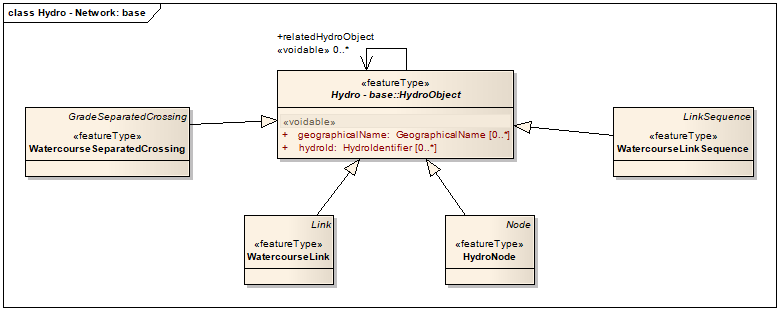 class Hydro - Network: base
+relatedHydroObject
«voidable» 0..*
«featureType»
Hydro - base::HydroObject
«voidable»
+ geographicalName: GeographicalName [0..*]
+ hydroId: HydroIdentifier [0..*]
GradeSeparatedCrossing
«featureType»
WatercourseSeparatedCrossing
LinkSequence
«featureType»
WatercourseLinkSequence
Link
«featureType»
WatercourseLink
Node
«featureType»
HydroNode